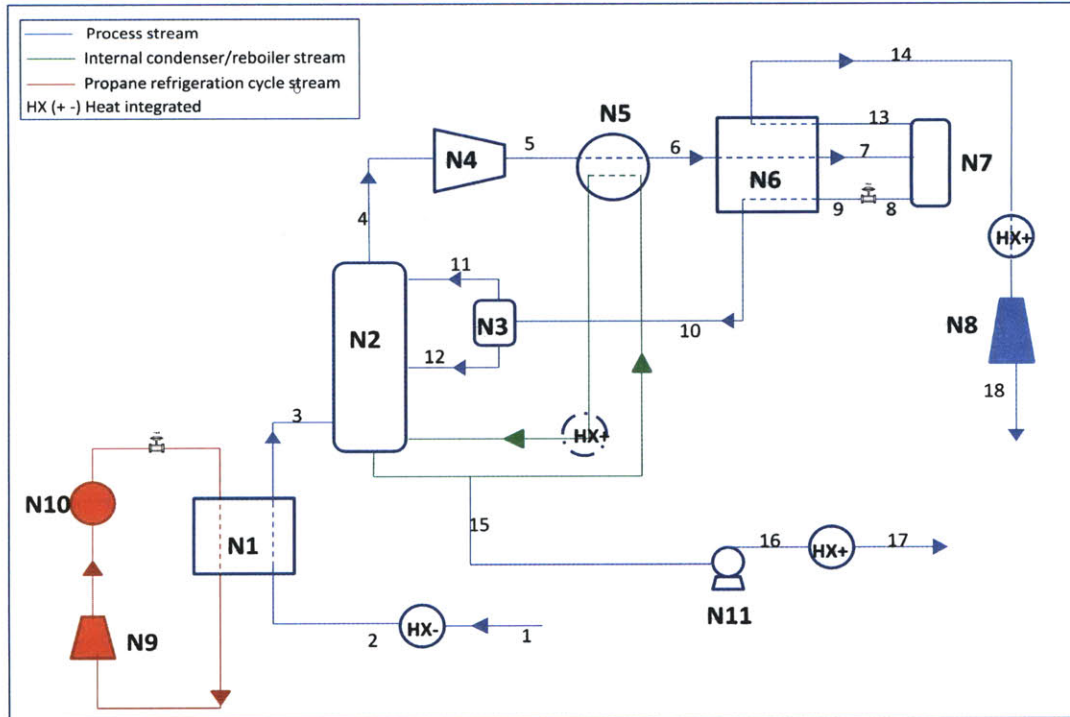 Process stream
Internal condenser/reboiler stream
Propane refrigeration cycle stream
HX (+ -) Heat integrated
14
N5
13
5
6
7
N7
N4
N6
9
8
4
HX+
11
N2
N3
10
N8
12
18
3
HX+
N10
15
16
17
N1
HX+
N11
N9
2
HX-
1